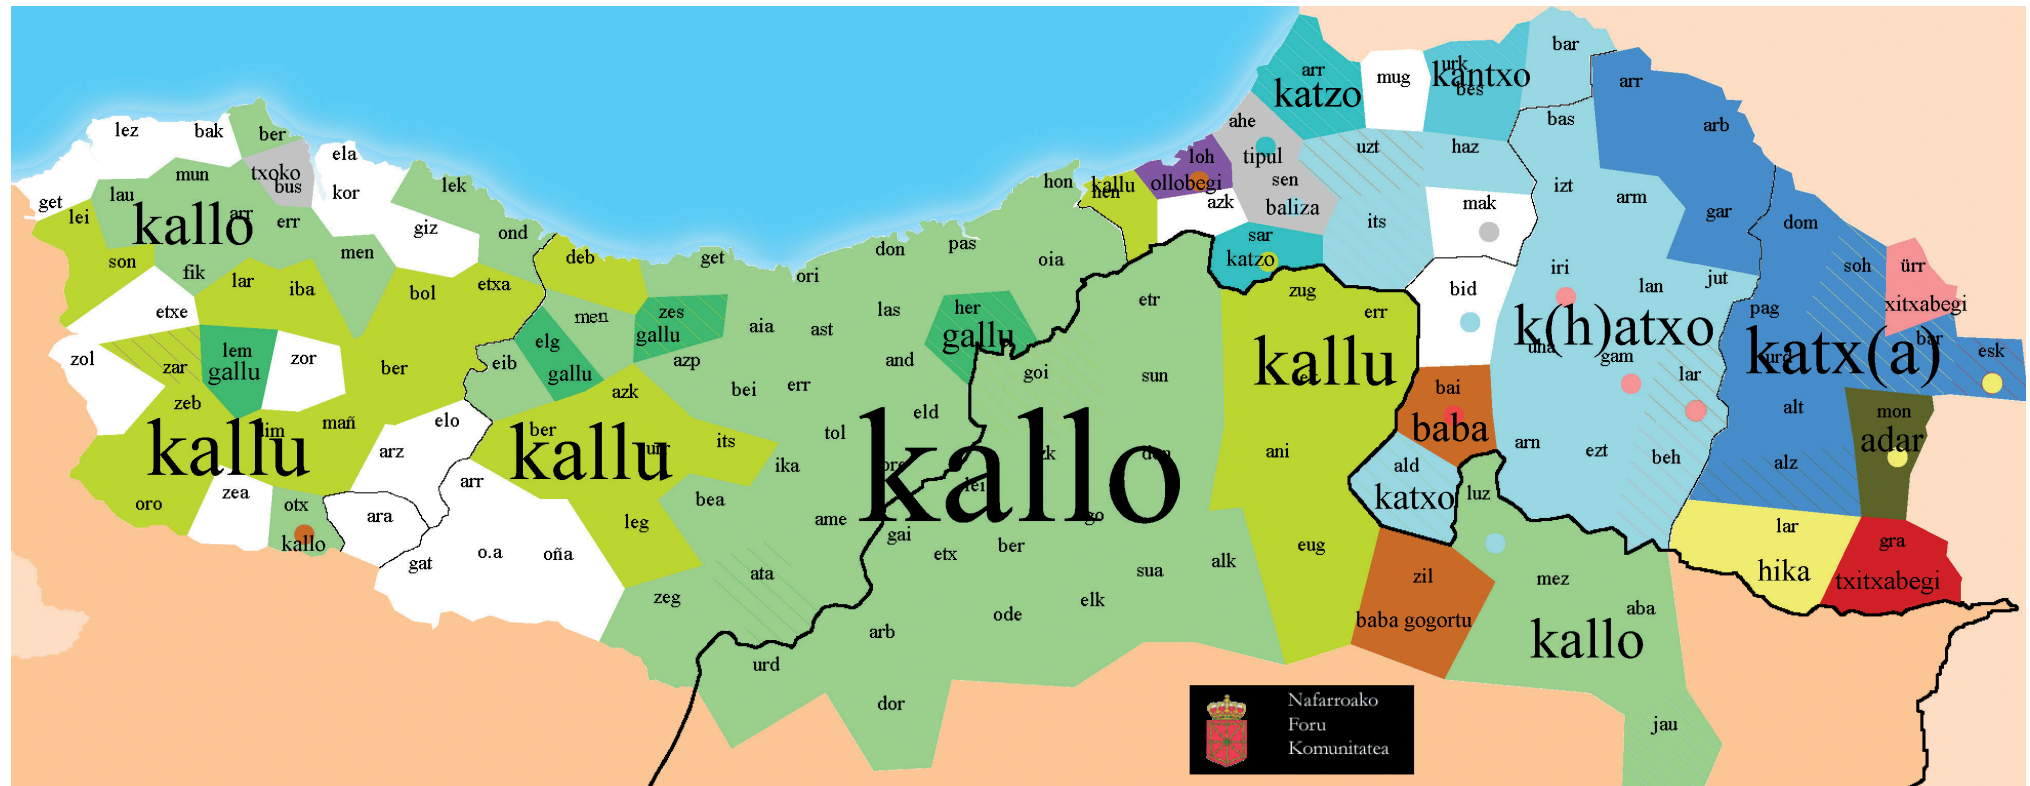 lez
bak
ber
ela
txoko
bus
kor
mun
lau
lek
get
lei
kallo
arr
err
giz
ond
son
men
fik
lar
iba
bol
etxa
etxe
zol
lem
gallu
zor
zar
ber
zeb
lim
mañ
elo
kallu
arz
oro
zea
otx
kallo
ara
gat
o.a
oña
arr
deb
get
men
zes
gallu
elg
gallu
eib
azp
azk
ber
kallu
urr
its
ika
leg
bea
ata
zeg
urd
ori
don
pas
hon
oia
las
her
gallu
aia
ast
and
bei
err
eld
tol
kallo
ame
gai
etx
ber
lei
go
goi
etr
sun
sua
alk
elk
ode
arb
dor
kallu
hen
loh
ollobegi
azk
ahe
tipul
sen
baliza
sar
katzo
arr
katzo
mug
urk
kantxo
bes
bar
uzt
haz
its
mak
bid
zug
err
kallu
ani
eug
bai
baba
ald
katxo
luz
zil
baba gogortu
mez
aba
kallo
jau
bas
izt
arm
iri
lan
jut
k(h)atxo
uha
gam
lar
arn
ezt
beh
arr
arb
gar
dom
soh
ürr
xitxabegi
pag
bar
esk
katx(a)
urd
alt
mon
adar
alz
lar
hika
gra
txitxabegi
Nafarroako
Foru
Komunitatea